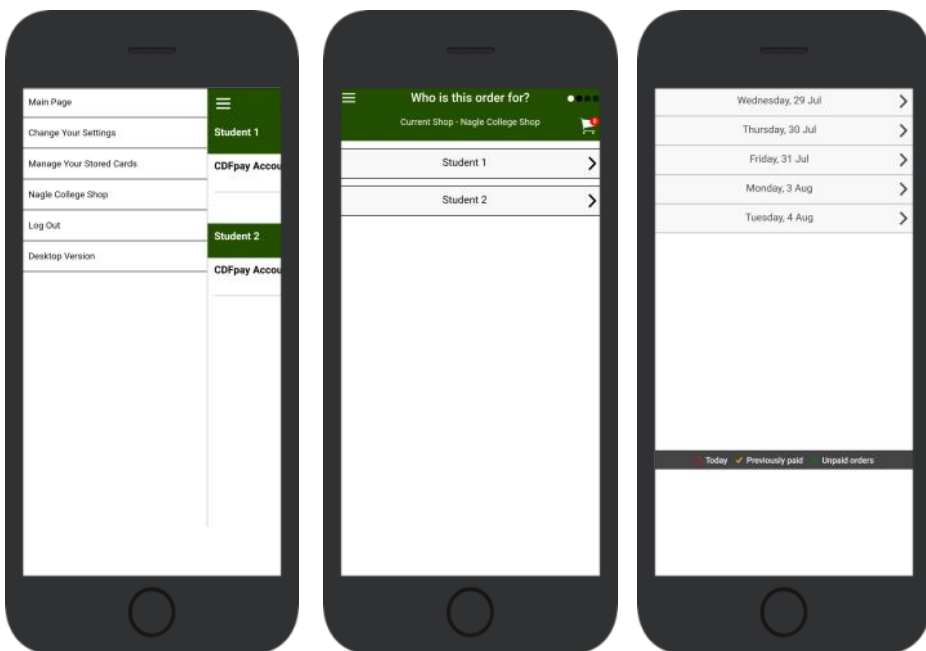 Main Page
Change Your Settings
Manage Your Stored Cards
Nagle College Shop
Log Out
Desktop Version
Student 1
CDFpay Accou
Student 2
CDFpay Accou
Who is this order for?
Current Shop - Nagle College Shop
0
Student 1
Student 2
Wednesday, 29 Jul
Thursday, 30 Jul
Friday, 31 Jul
Monday, 3 Aug
Tuesday, 4 Aug
Today Previously paid Unpaid orders